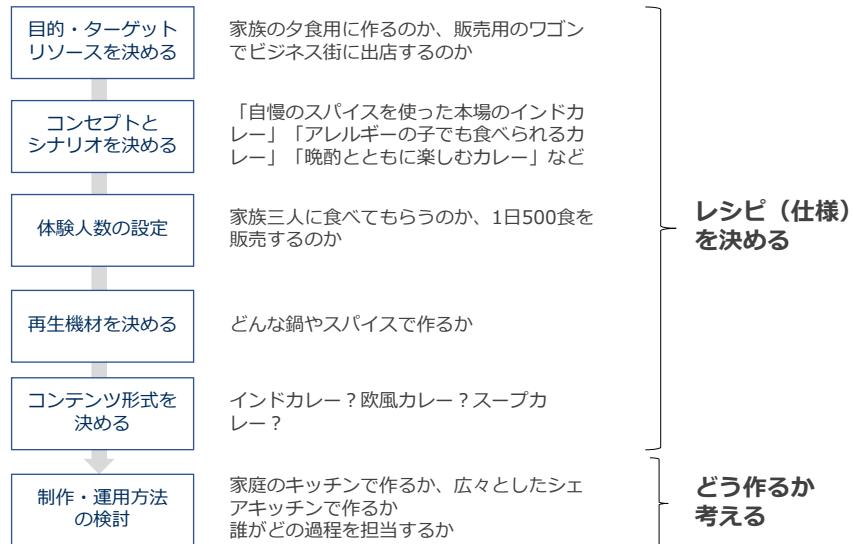 目的・ターゲット
リソースを決める
家族の夕食用に作るのか、販売用のワゴン
でビジネス街に出店するのか
コンセプトと
シナリオを決める
「自慢のスパイスを使った本場のインドカ
レー」「アレルギーの子でも食べられるカ
レー」「晩酌とともに楽しむカレー」など
体験人数の設定
家族三人に食べてもらうのか、1日500食を
販売するのか
レシピ（仕様）
を決める
再生機材を決める
どんな鍋やスパイスで作るか
コンテンツ形式を
決める
インドカレー？欧風カレー？スープカ
レー？
制作・運用方法
の検討
家庭のキッチンで作るか、広々としたシェ
アキッチンで作るか
誰がどの過程を担当するか
どう作るか
考える